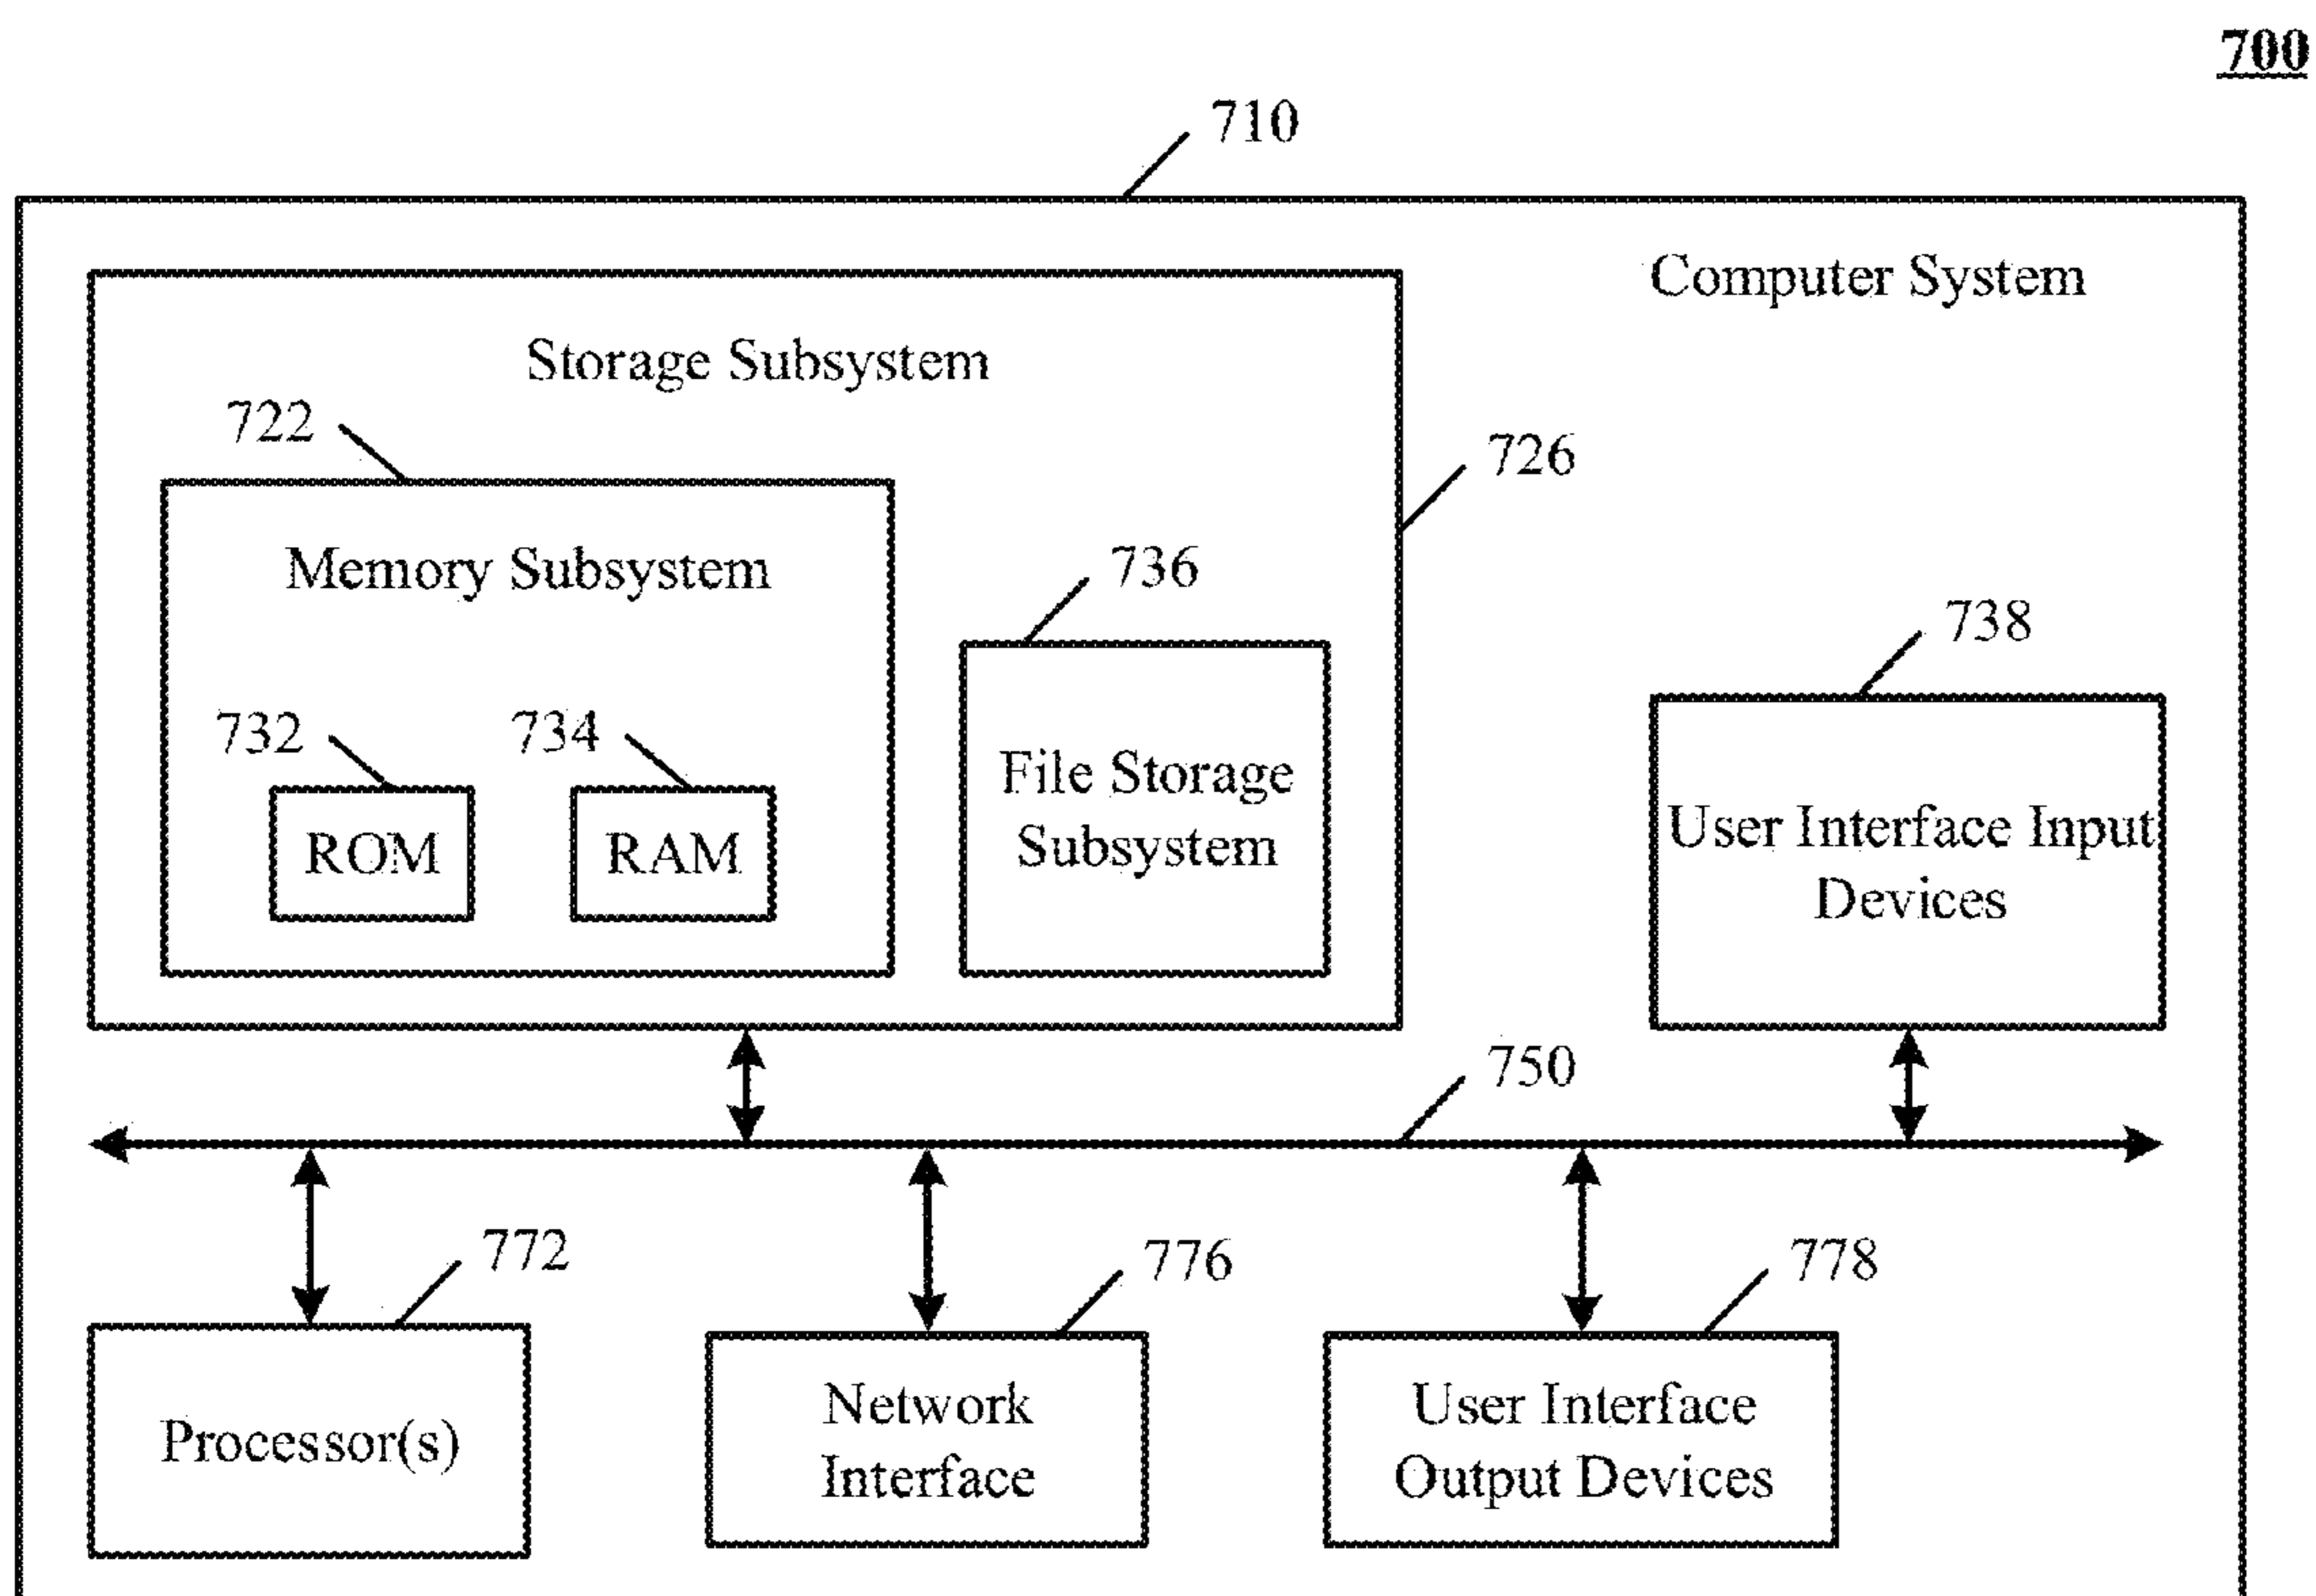 700
710
Computer System
Storage Subsystem
722
726
Memory Subsystem
736
738
732
734
File Storage
Subsystem
ROM
RAM
User Interface Input
Devices
750
772
776
778
Processor(s)
Network
Interface
User Interface
Output Devices